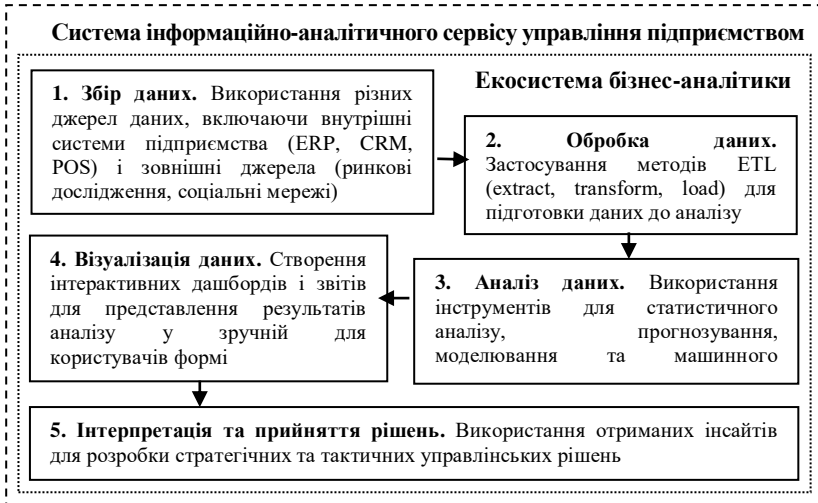 Система інформаційно-аналітичного сервісу управління підприємством
Екосистема бізнес-аналітики
1. Збір даних. Використання різних
джерел даних, включаючи внутрішні
системи підприємства (ERP, CRM,
POS) і зовнішні джерела (ринкові
дослідження, соціальні мережі)
2. Обробка даних.
Застосування методів ETL
(extract, transform, load) для
підготовки даних до аналізу
3. Аналіз даних. Використання
інструментів для статистичного
аналізу, прогнозування,
моделювання та машинного
4. Візуалізація даних. Створення
інтерактивних дашбордів і звітів
для представлення результатів
аналізу у зручній для
користувачів формі
5. Інтерпретація та прийняття рішень. Використання отриманих інсайтів
для розробки стратегічних та тактичних управлінських рішень